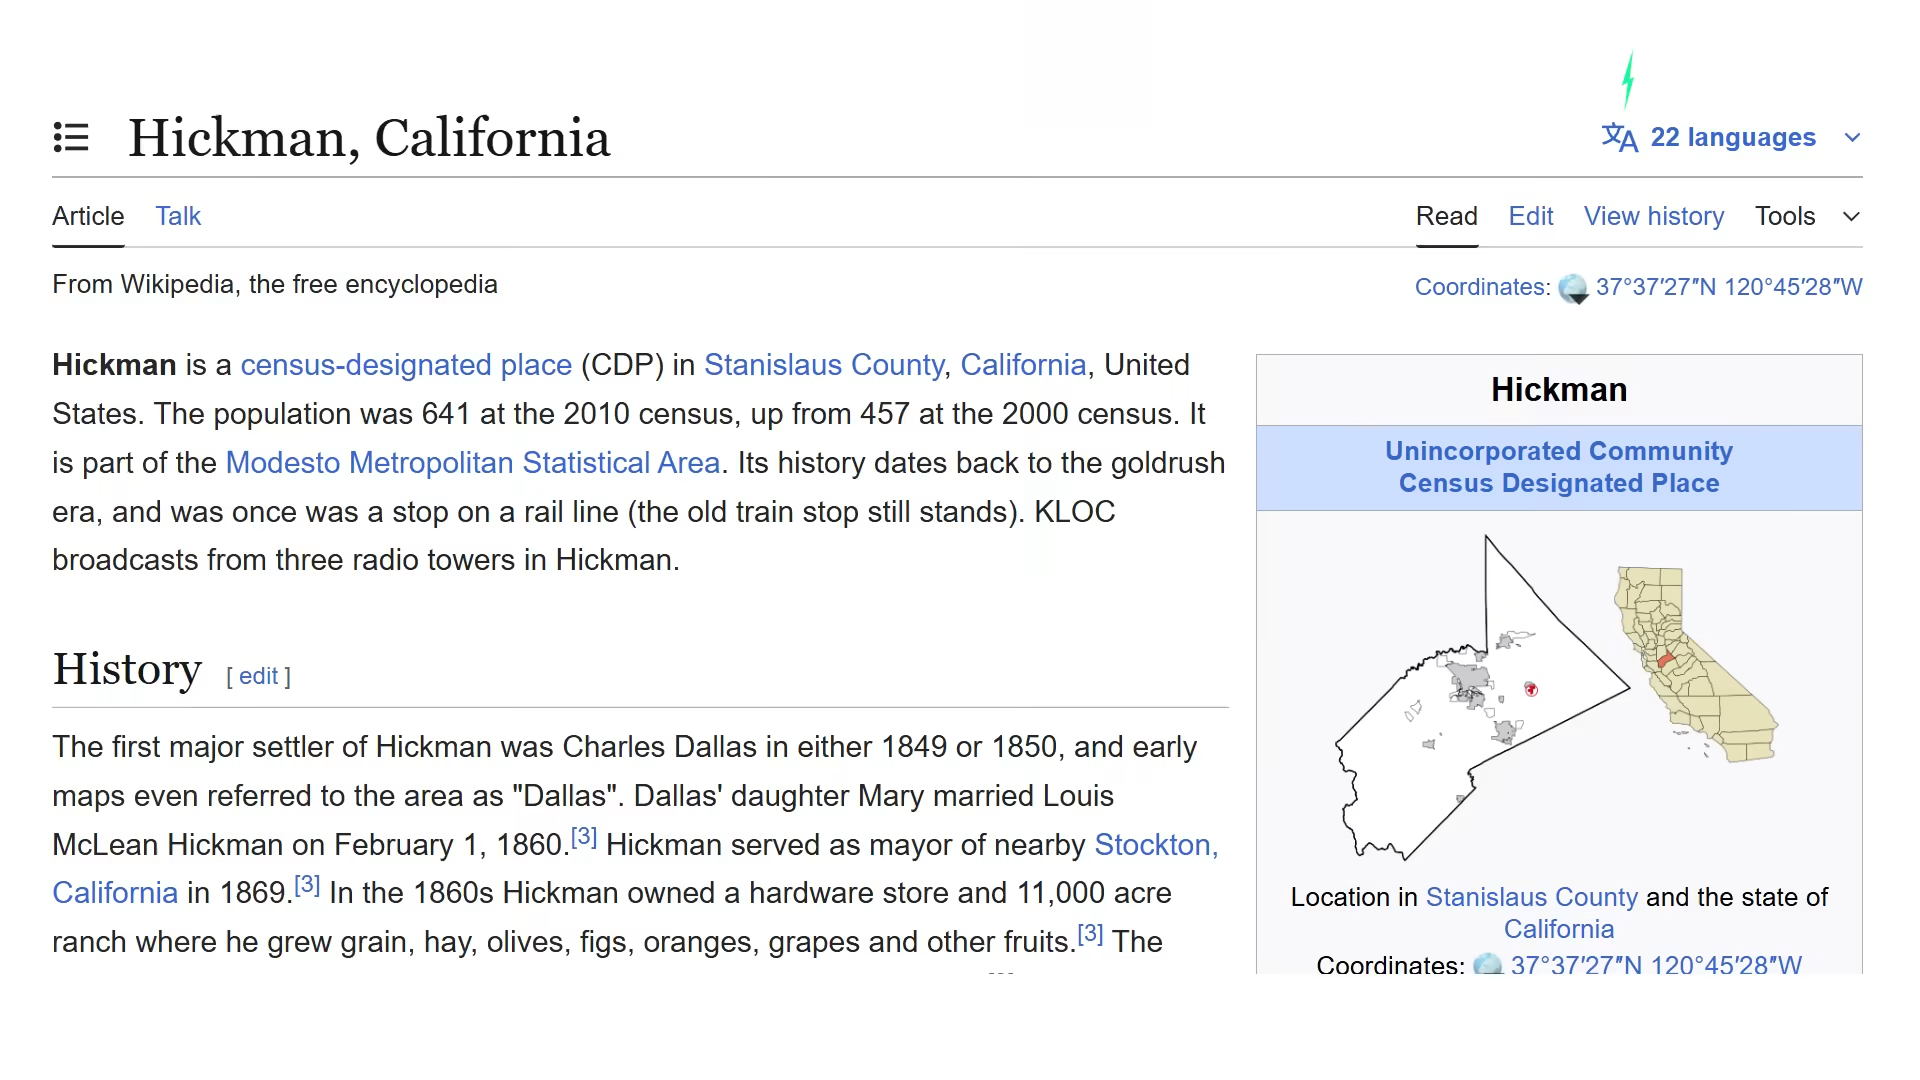 Hickman, California
22 languages
Article Talk
Read Edit View history Tools
From Wikipedia, the free encyclopedia
Coordinates: 37°37′27″N 120°45′28″W
Hickman is a census-designated place (CDP) in Stanislaus County, California, United
States. The population was 641 at the 2010 census, up from 457 at the 2000 census. It
is part of the Modesto Metropolitan Statistical Area. Its history dates back to the goldrush
era, and was once was a stop on a rail line (the old train stop still stands). KLOC
broadcasts from three radio towers in Hickman.
History [ edit ]
The first major settler of Hickman was Charles Dallas in either 1849 or 1850, and early
maps even referred to the area as "Dallas". Dallas' daughter Mary married Louis
McLean Hickman on February 1, 1860.[3] Hickman served as mayor of nearby Stockton,
California in 1869.[3] In the 1860s Hickman owned a hardware store and 11,000 acre
ranch where he grew grain, hay, olives, figs, oranges, grapes and other fruits.[3] The
Hickman
Unincorporated Community
Census Designated Place
Location in Stanislaus County and the state of
California
Coordinates: 37°37′27″N 120°45′28″W